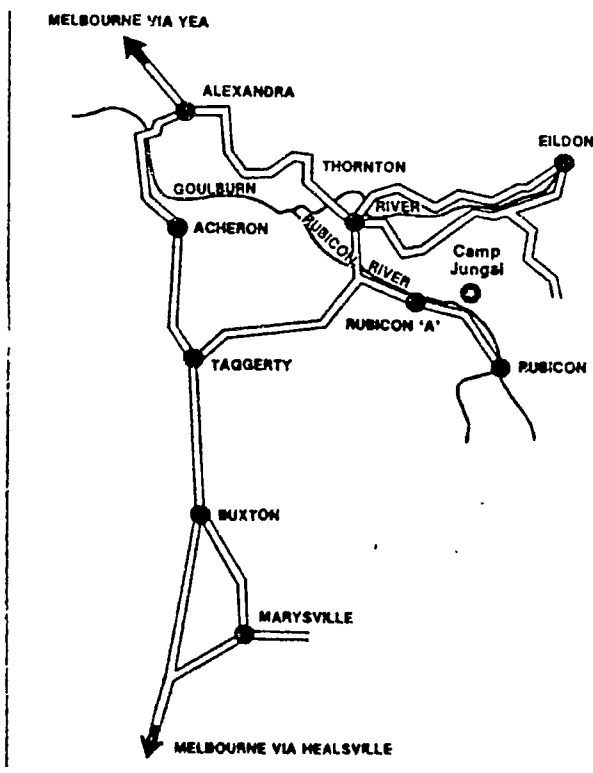 MELBOURNE VIA YEA
ALEXANDRA
EILDON
THORNTON
GOULBURN
RIVER
ACHERON
RUBICON
RIVER
Camp
Jungai
RUBICON 'A'
TAGGERTY
RUBICON
BUXTON
MARYSVILLE
MELBOURNE VIA HEALSVILLE